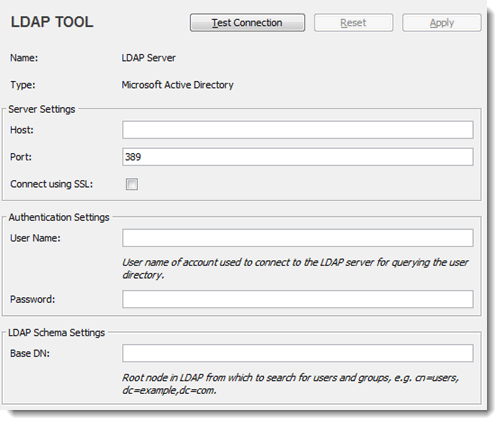 LDAP TOOL
Test Connection
Reset
Apply
Name:
LDAP Server
Type:
Microsoft Active Directory
Server Settings
Host:
Port:
389
Connect using SSL:
Authentication Settings
User Name:
User name of account used to connect to the LDAP server for querying the user
directory.
Password:
LDAP Schema Settings
Base DN:
Root node in LDAP from which to search for users and groups, e.g. cn=users,
dc=example,dc=com.